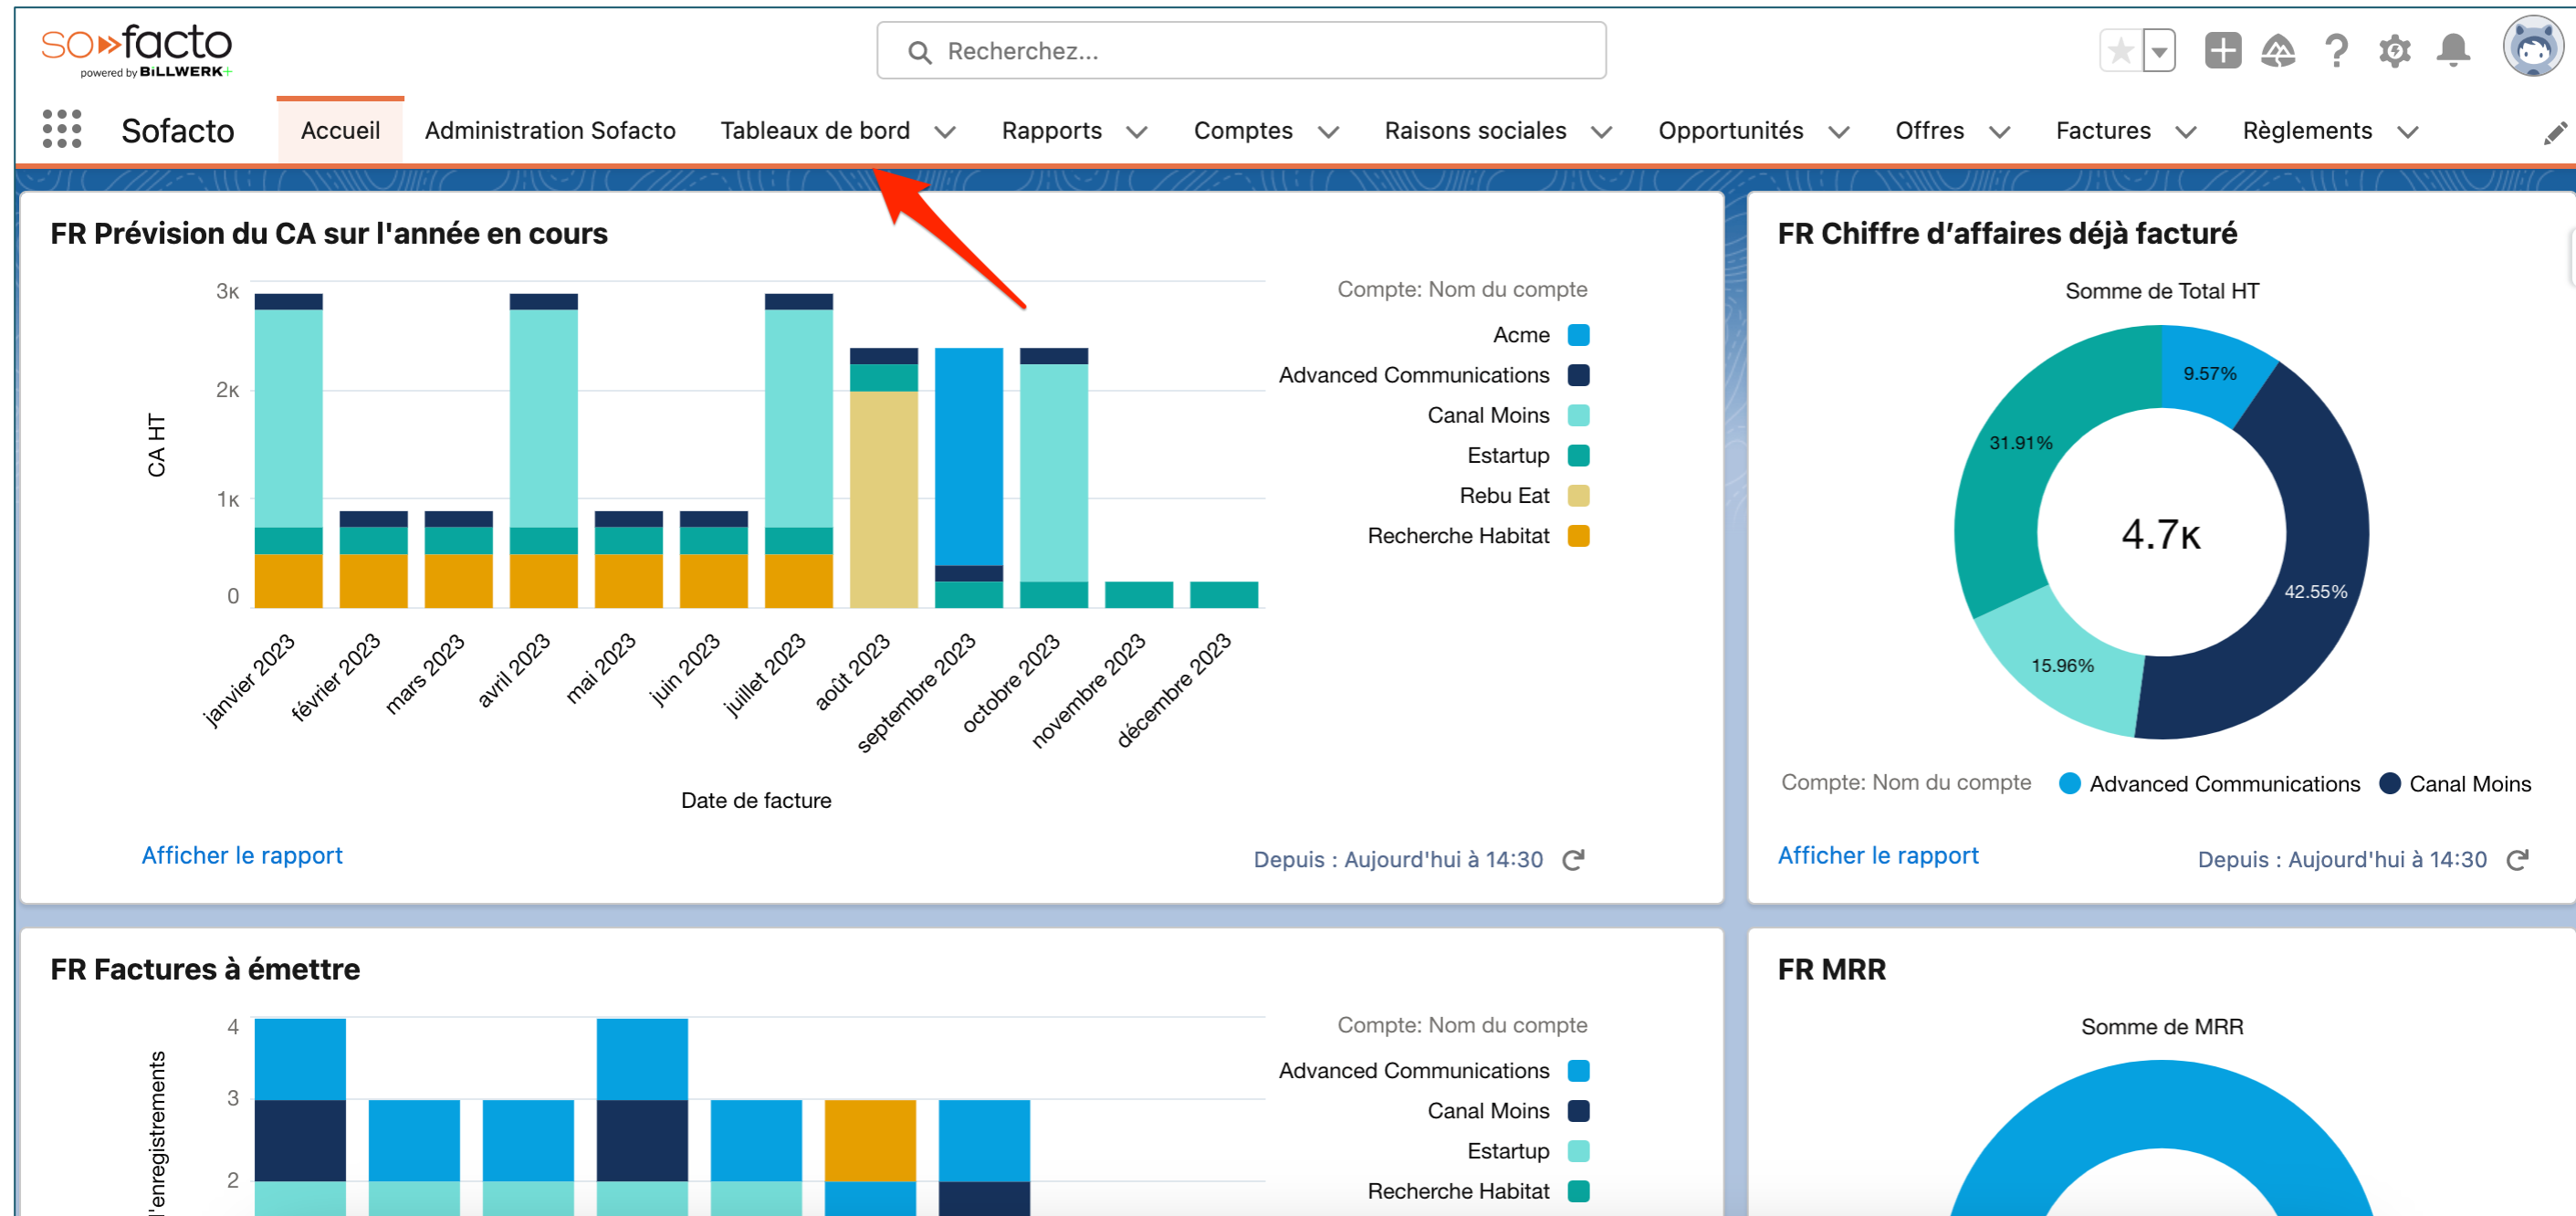 so facto
powered by BiLLWERK+
Recherchez...
Sofacto
Accueil
Administration Sofacto
Tableaux de bord
Rapports
Comptes
Raisons sociales
Opportunités
Offres
Factures
Règlements
FR Prévision du CA sur l'année en cours
3K
2K
1K
0
CA HT
janvier 2023
février 2023
mars 2023
avril 2023
mai 2023
juin 2023
juillet 2023
août 2023
septembre 2023
octobre 2023
novembre 2023
décembre 2023
Date de facture
Compte: Nom du compte
Acme
Advanced Communications
Canal Moins
Estartup
Rebu Eat
Recherche Habitat
Afficher le rapport
Depuis : Aujourd'hui à 14:30
FR Chiffre d’affaires déjà facturé
Somme de Total HT
9.57%
31.91%
4.7K
42.55%
15.96%
Compte: Nom du compte
Advanced Communications
Canal Moins
Afficher le rapport
Depuis : Aujourd'hui à 14:30
FR Factures à émettre
4
3
2
l'enregistrements
Compte: Nom du compte
Advanced Communications
Canal Moins
Estartup
Recherche Habitat
FR MRR
Somme de MRR